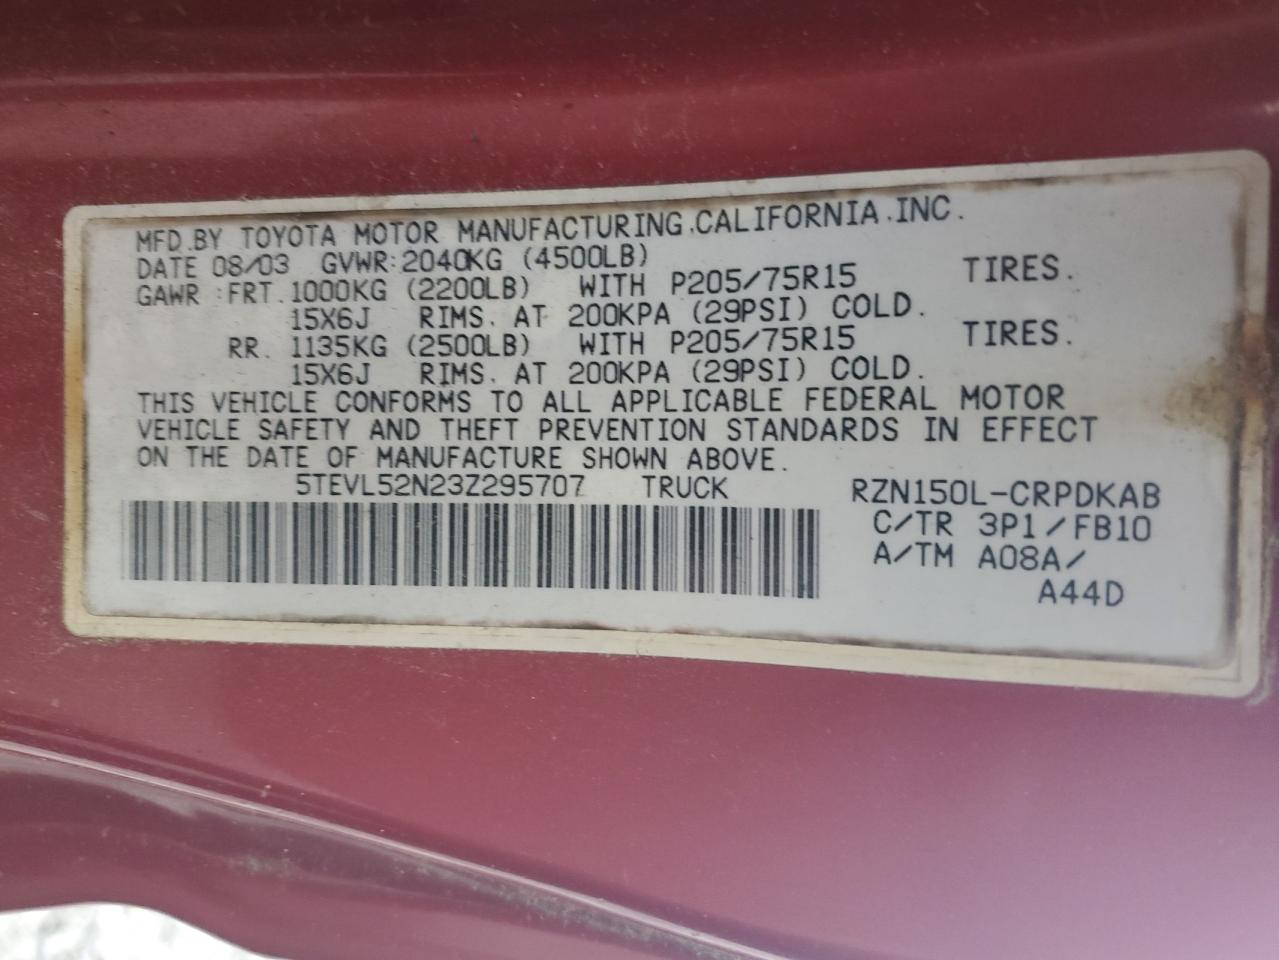 MFD.BY TOYOTA MOTOR MANUFACTURING,CALIFORNIA.INC.
DATE 08/03 GVWR:2040KG (4500LB)
GAWR :FRT.1000KG (2200LB) WITH P205/75R15 TIRES.
15X6J RIMS. AT 200KPA (29PSI) COLD.
RR. 1135KG (2500LB) WITH P205/75R15 TIRES.
15X6J RIMS. AT 200KPA (29PSI) COLD.
THIS VEHICLE CONFORMS TO ALL APPLICABLE FEDERAL MOTOR
VEHICLE SAFETY AND THEFT PREVENTION STANDARDS IN EFFECT
ON THE DATE OF MANUFACTURE SHOWN ABOVE.
5TEVL52N23Z295707 TRUCK RZN150L-CRPDKAB
C/TR 3P1/FB10
A/TM A08A/
A44D